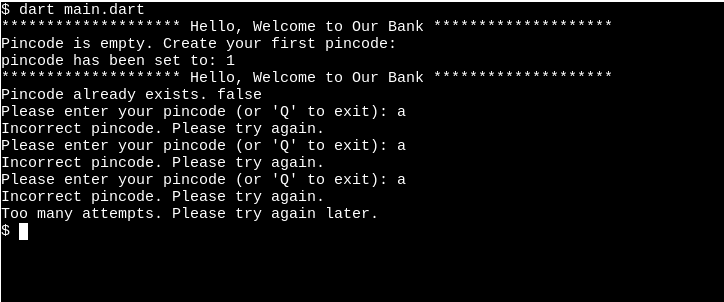 $ dart main.dart
******************** Hello, Welcome to Our Bank ********************
Pincode is empty. Create your first pincode:
pincode has been set to: 1
******************** Hello, Welcome to Our Bank ********************
Pincode already exists. false
Please enter your pincode (or 'Q' to exit): a
Incorrect pincode. Please try again.
Please enter your pincode (or 'Q' to exit): a
Incorrect pincode. Please try again.
Please enter your pincode (or 'Q' to exit): a
Incorrect pincode. Please try again.
Too many attempts. Please try again later.
$